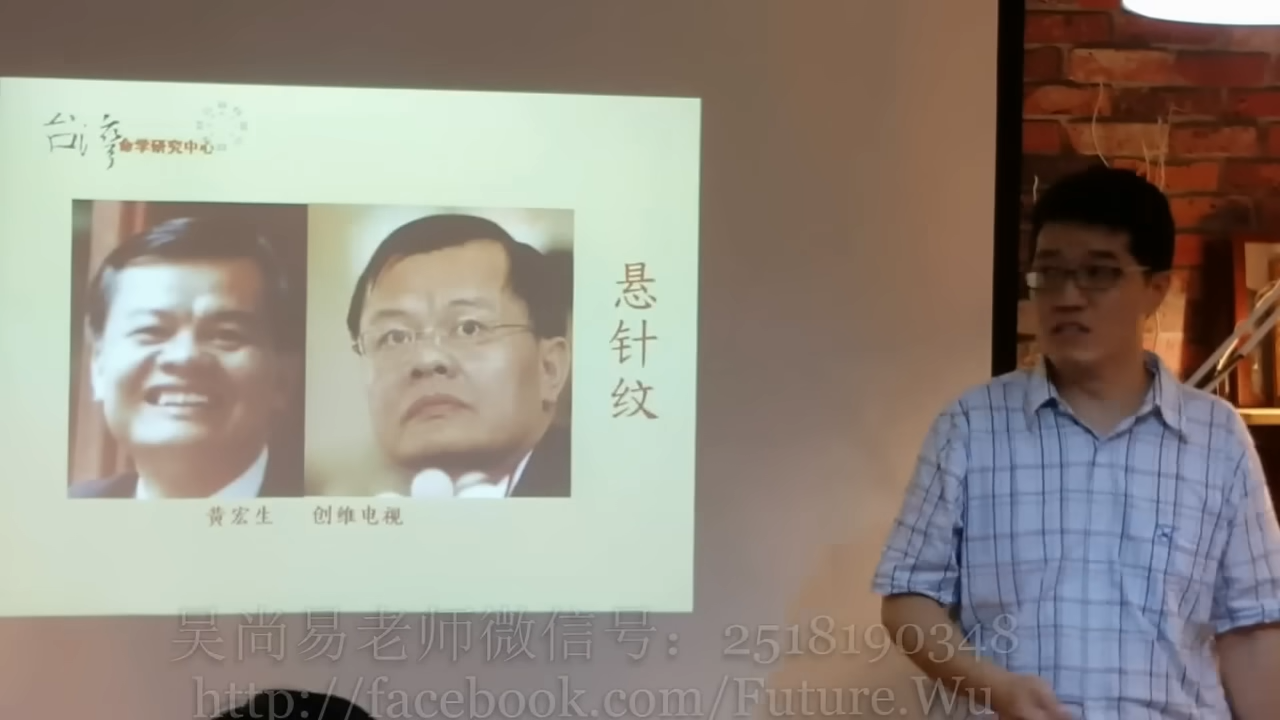 台灣命学研究中心
悬针纹
黄宏生 创维电视
吴尚易老师微信号：2518190348
http://facebook.com/Future.Wu